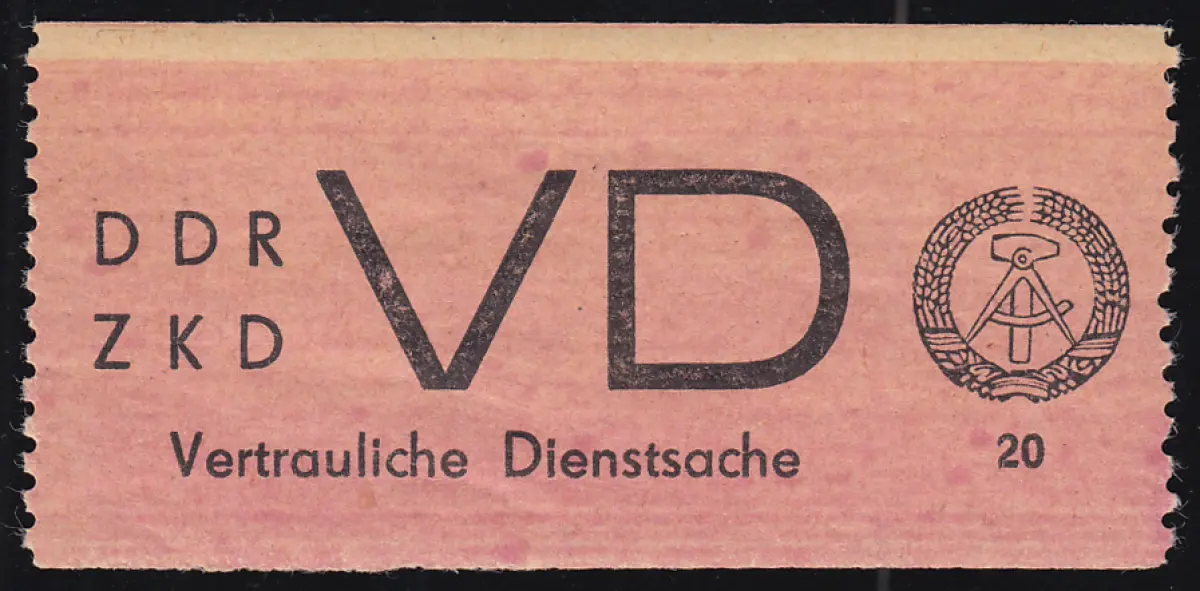 DDR
ZKD
VD
Vertrauliche Dienstsache
20